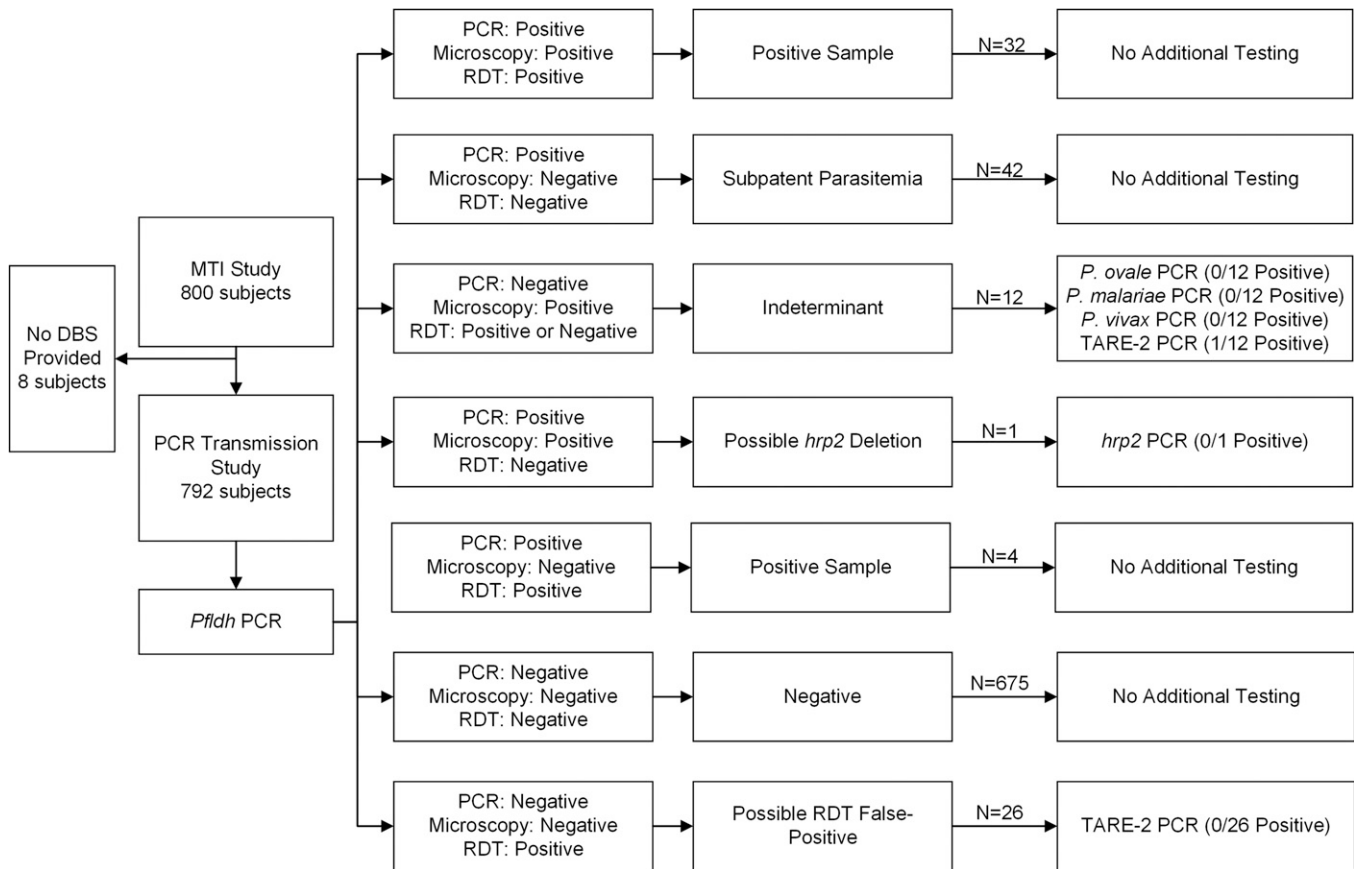 No DBS
Provided
8 subjects
MTI Study
800 subjects
PCR Transmission
Study
792 subjects
Pfldh PCR
PCR: Positive
Microscopy: Positive
RDT: Positive
Positive Sample
N=32
No Additional Testing
PCR: Positive
Microscopy: Negative
RDT: Negative
Subpatent Parasitemia
N=42
No Additional Testing
PCR: Negative
Microscopy: Positive
RDT: Positive or Negative
Indeterminant
N=12
P. ovale PCR (0/12 Positive)
P. malariae PCR (0/12 Positive)
P. vivax PCR (0/12 Positive)
TARE-2 PCR (1/12 Positive)
PCR: Positive
Microscopy: Positive
RDT: Negative
Possible hrp2 Deletion
N=1
hrp2 PCR (0/1 Positive)
PCR: Positive
Microscopy: Negative
RDT: Positive
Positive Sample
N=4
No Additional Testing
PCR: Negative
Microscopy: Negative
RDT: Negative
Negative
N=675
No Additional Testing
PCR: Negative
Microscopy: Negative
RDT: Positive
Possible RDT False-
Positive
N=26
TARE-2 PCR (0/26 Positive)